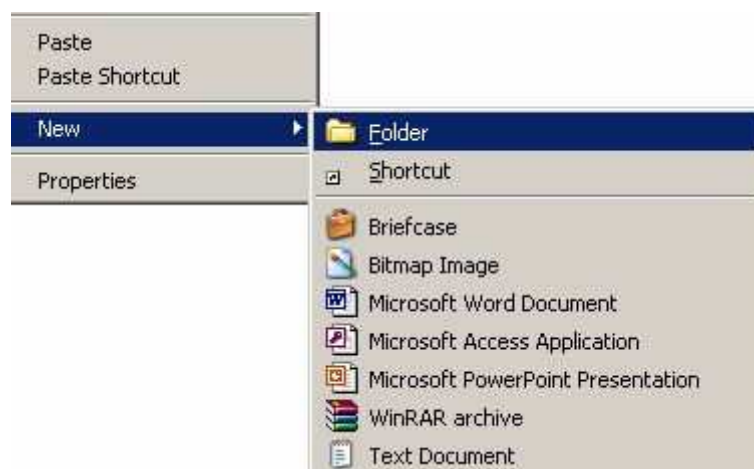 Paste
Paste Shortcut
New
Properties
Folder
Shortcut
Briefcase
Bitmap Image
Microsoft Word Document
Microsoft Access Application
Microsoft PowerPoint Presentation
WinRAR archive
Text Document